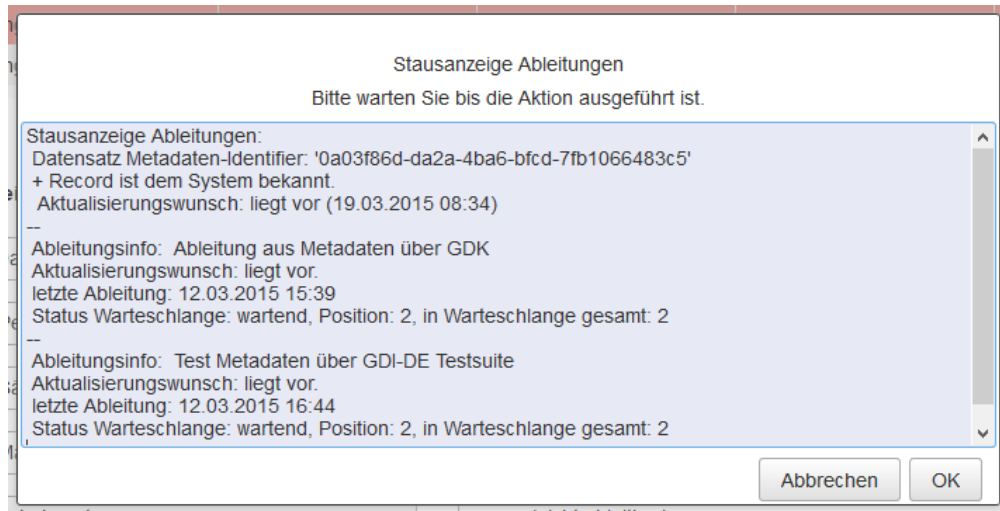 Stausanzeige Ableitungen
Bitte warten Sie bis die Aktion ausgeführt ist.
Stausanzeige Ableitungen:
Datensatz Metadaten-Identifier: '0a03f86d-da2a-4ba6-bfcd-7fb1066483c5'
+ Record ist dem System bekannt.
Aktualisierungswunsch: liegt vor (19.03.2015 08:34)
--
Ableitungsinfo: Ableitung aus Metadaten über GDK
Aktualisierungswunsch: liegt vor.
letzte Ableitung: 12.03.2015 15:39
Status Warteschlange: wartend, Position: 2, in Warteschlange gesamt: 2
--
Ableitungsinfo: Test Metadaten über GDI-DE Testsuite
Aktualisierungswunsch: liegt vor.
letzte Ableitung: 12.03.2015 16:44
Status Warteschlange: wartend, Position: 2, in Warteschlange gesamt: 2
Abbrechen OK